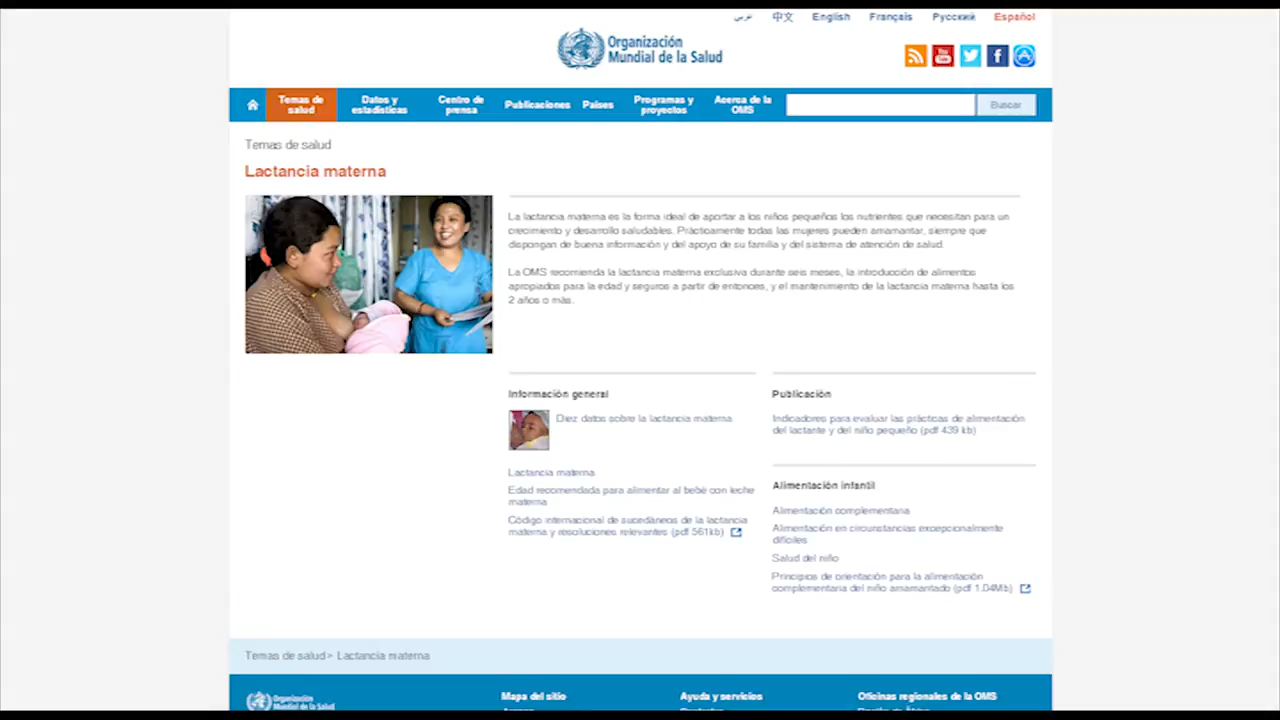 عربي 中文 English Français Русский Español
Organización
Mundial de la Salud
You
Temas de salud
Datos y estadísticas
Centro de prensa
Publicaciones
Países
Programas y proyectos
Acerca de la OMS
Buscar
Temas de salud
Lactancia materna
La lactancia materna es la forma ideal de aportar a los niños pequeños los nutrientes que necesitan para un
crecimiento y desarrollo saludables. Prácticamente todas las mujeres pueden amamantar, siempre que
dispongan de buena información y del apoyo de su familia y del sistema de atención de salud.
La OMS recomienda la lactancia materna exclusiva durante seis meses, la introducción de alimentos
apropiados para la edad y seguros a partir de entonces, y el mantenimiento de la lactancia materna hasta los
2 años o más.
Información general
Diez datos sobre la lactancia materna
Lactancia materna
Edad recomendada para alimentar al bebé con leche
materna
Código internacional de sucedáneos de la lactancia
materna y resoluciones relevantes (pdf 561kb)
Publicación
Indicadores para evaluar las prácticas de alimentación
del lactante y del niño pequeño (pdf 439 kb)
Alimentación infantil
Alimentación complementaria
Alimentación en circunstancias excepcionalmente
difíciles
Salud del niño
Principios de orientación para la alimentación
complementaria del niño amamantado (pdf 1.04Mb)
Temas de salud> Lactancia materna
Organización
Mundial de la Salud
Mapa del sitio
Ayuda y servicios
Oficinas regionales de la OMS